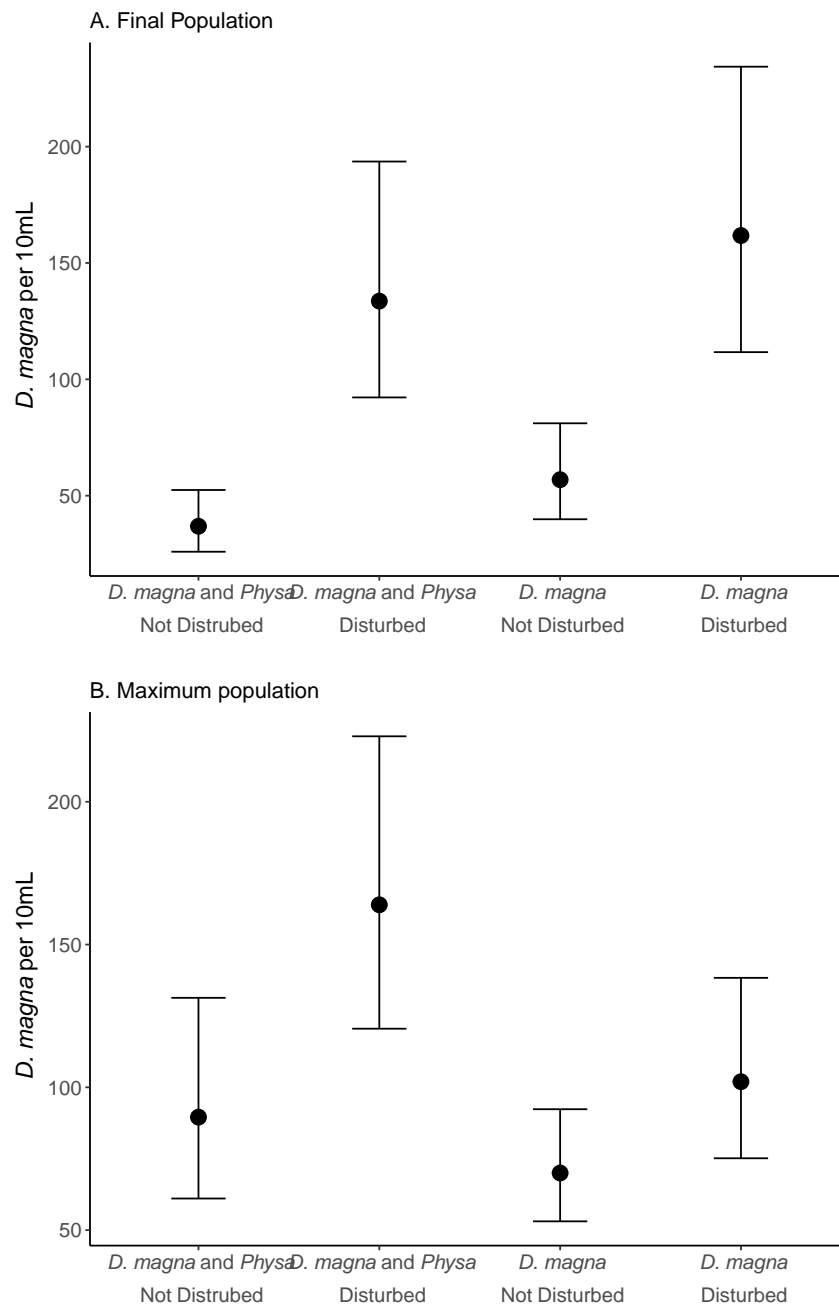 A. Final Population
D. magna per 10mL
200
150
100
50
D. magna and Physa D. magna and Physa D. magna D. magna
Not Distrubed Disturbed Not Disturbed Disturbed
B. Maximum population
D. magna per 10mL
200
150
100
50
D. magna and Physa D. magna and Physa D. magna D. magna
Not Distrubed Disturbed Not Disturbed Disturbed